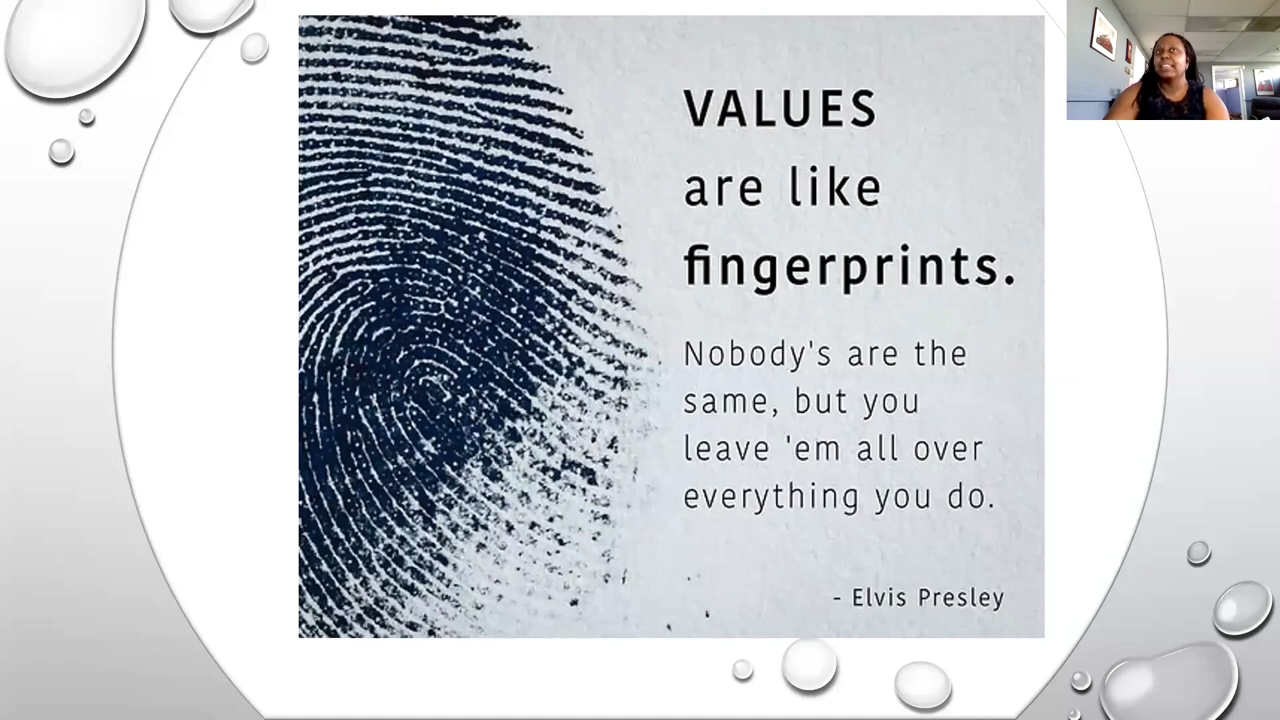 VALUES
are like
fingerprints.
Nobody's are the
same, but you
leave 'em all over
everything you do.
- Elvis Presley